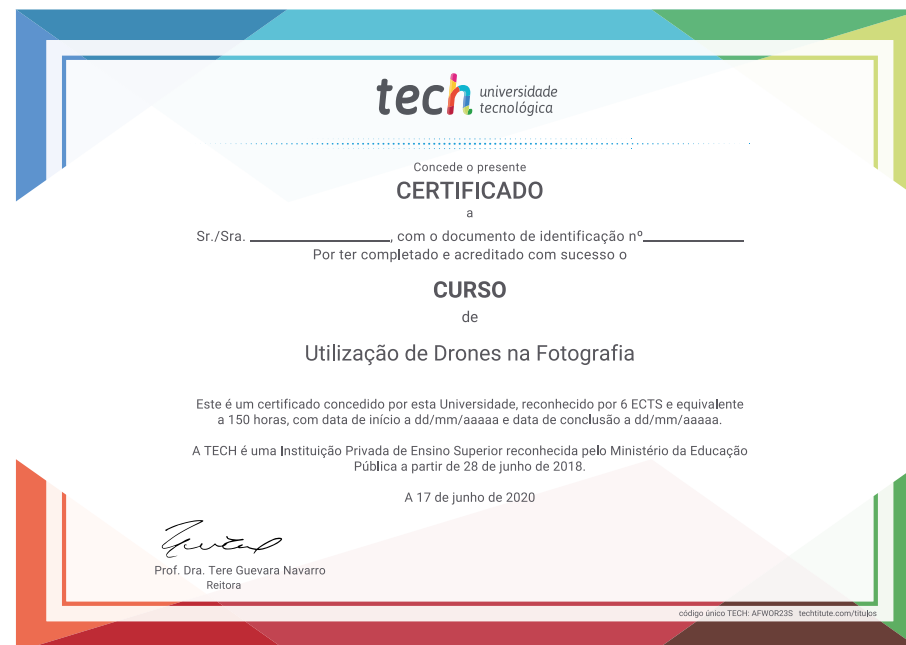 tech universidade
tecnológica
Concede o presente
CERTIFICADO
a
Sr./Sra. ____________, com o documento de identificação nº____________
Por ter completado e acreditado com sucesso o
CURSO
de
Utilização de Drones na Fotografia
Este é um certificado concedido por esta Universidade, reconhecido por 6 ECTS e equivalente
a 150 horas, com data de início a dd/mm/aaaaa e data de conclusão a dd/mm/aaaaa.
A TECH é uma Instituição Privada de Ensino Superior reconhecida pelo Ministério da Educação
Pública a partir de 28 de junho de 2018.
A 17 de junho de 2020
Prof. Dra. Tere Guevara Navarro
Reitora
código único TECH: AFWOR23S techtitute.com/titulos